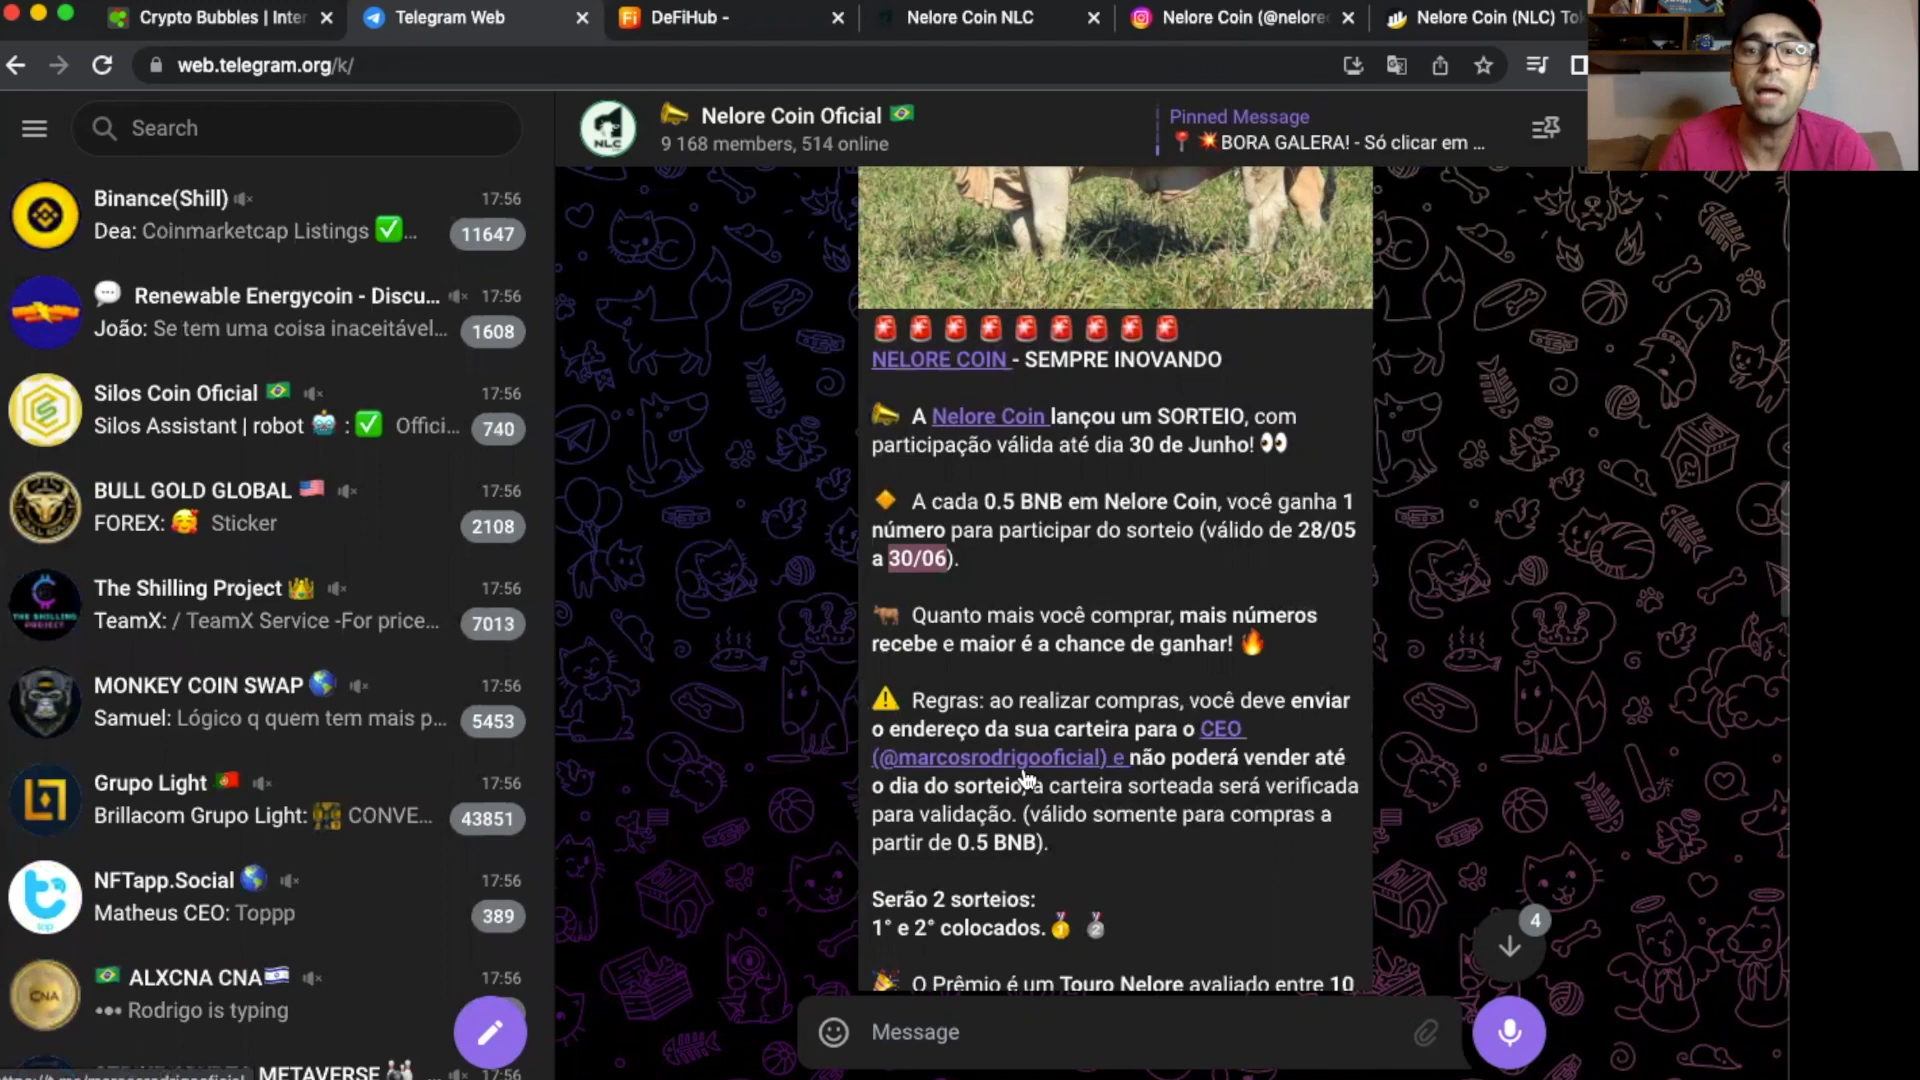 Crypto Bubbles | Inter
Telegram Web
DeFiHub -
Nelore Coin NLC
Nelore Coin (@nelore
Nelore Coin (NLC) Tok
web.telegram.org/k/
Search
NLC
Nelore Coin Oficial
9 168 members, 514 online
Pinned Message
BORA GALERA! - Só clicar em ...
Binance(Shill) 17:56
Dea: Coinmarketcap Listings ✅... 11647
Renewable Energycoin - Discu... 17:56
João: Se tem uma coisa inaceitável... 1608
Silos Coin Oficial 17:56
Silos Assistant | robot 🤖 : ✅ Offici... 740
BULL GOLD GLOBAL 17:56
FOREX: 🥰 Sticker 2108
The Shilling Project 17:56
TeamX: / TeamX Service -For price... 7013
MONKEY COIN SWAP 17:56
Samuel: Lógico q quem tem mais p... 5453
Grupo Light 17:56
Brillacom Grupo Light: CONVE... 43851
NFTapp.Social 17:56
Matheus CEO: Toppp 389
ALXCNA CNA 17:56
Rodrigo is typing
METAVERSE 17:56
NELORE COIN - SEMPRE INOVANDO
A Nelore Coin lançou um SORTEIO, com
participação válida até dia 30 de Junho! 👀
A cada 0.5 BNB em Nelore Coin, você ganha 1
número para participar do sorteio (válido de 28/05
a 30/06).
Quanto mais você comprar, mais números
recebe e maior é a chance de ganhar! 🔥
Regras: ao realizar compras, você deve enviar
o endereço da sua carteira para o CEO
(@marcosrodrigooficial) e não poderá vender até
o dia do sorteio, a carteira sorteada será verificada
para validação. (válido somente para compras a
partir de 0.5 BNB).
Serão 2 sorteios:
1° e 2° colocados. 🥇 🥈
O Prêmio é um Touro Nelore avaliado entre 10
4
Message